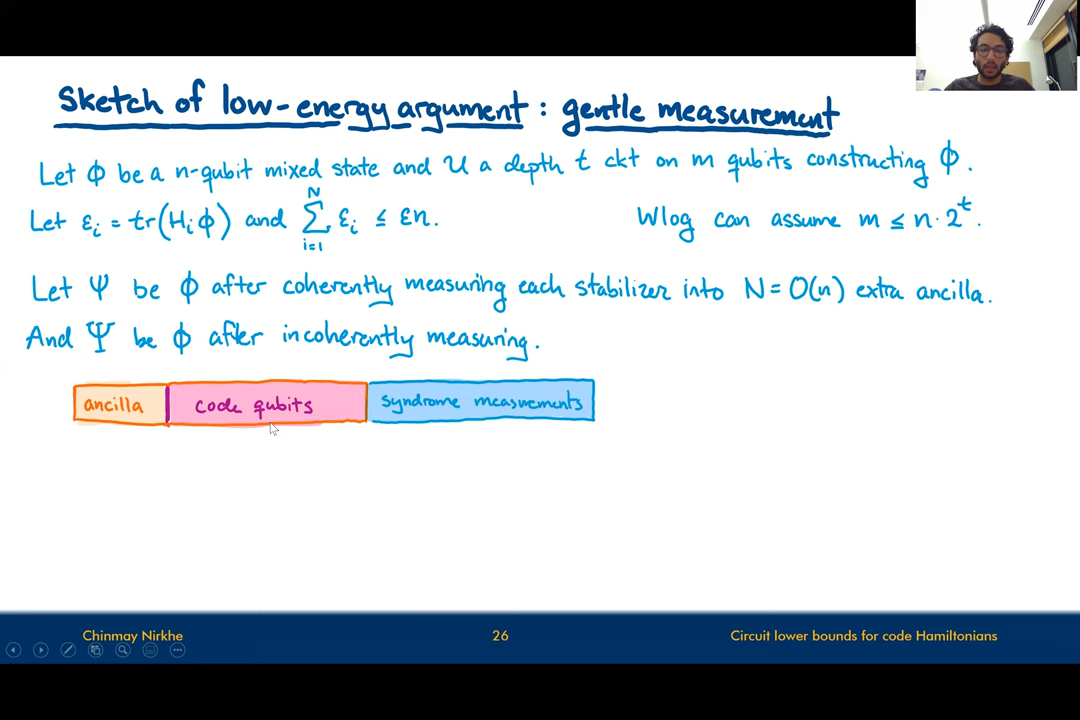 Sketch of low-energy argument : gentle measurement
Let Φ be a n-qubit mixed state and U a depth t ckt on m qubits constructing Φ.
Let εᵢ = tr(HᵢΦ) and ∑ᵢ₌₁ᴺ εᵢ ≤ εn. Wlog can assume m ≤ n·2ᵗ.
Let ψ be Φ after coherently measuring each stabilizer into N = O(n) extra ancilla.
And Ψ be Φ after incoherently measuring.
ancilla code qubits syndrome measurements
Chinmay Nirkhe 26 Circuit lower bounds for code Hamiltonians